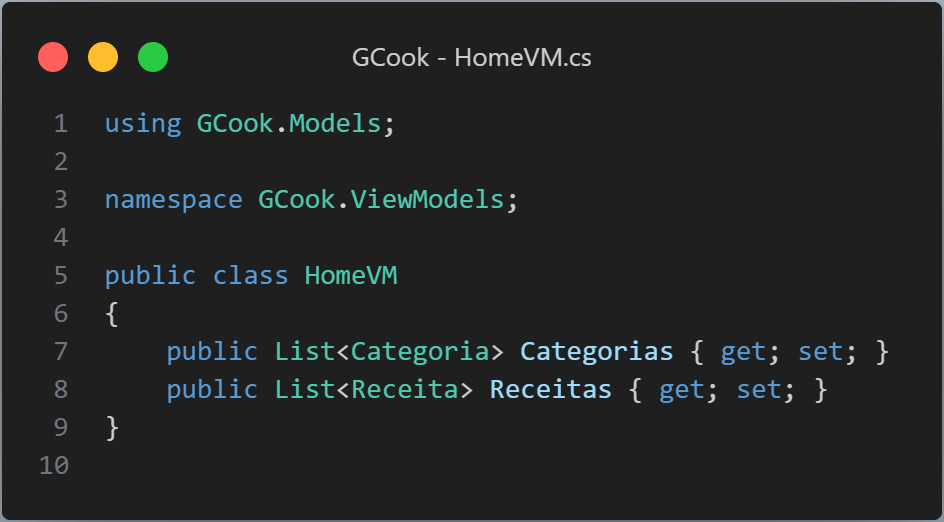 GCook - HomeVM.cs
1 using GCook.Models;
2
3 namespace GCook.ViewModels;
4
5 public class HomeVM
6 {
7     public List<Categoria> Categorias { get; set; }
8     public List<Receita> Receitas { get; set; }
9 }
10